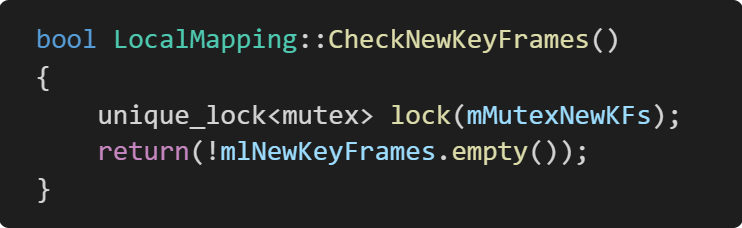 bool LocalMapping::CheckNewKeyFrames()
{
    unique_lock<mutex> lock(mMutexNewKFs);
    return(!mlNewKeyFrames.empty());
}